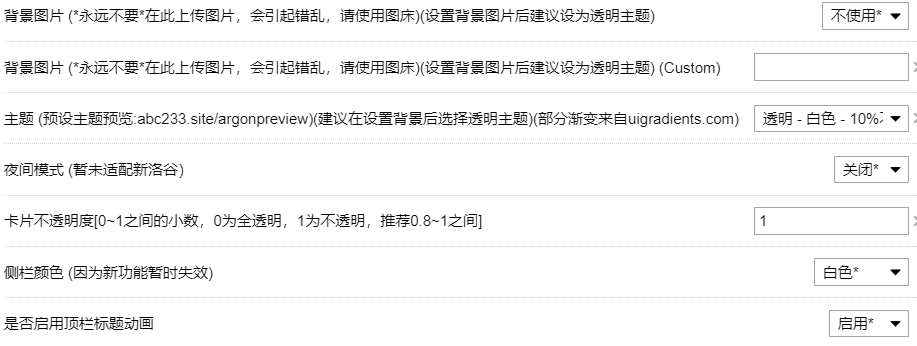 背景图片 (*永远不要*在此上传图片，会引起错乱，请使用图床)(设置背景图片后建议设为透明主题) 不使用*
背景图片 (*永远不要*在此上传图片，会引起错乱，请使用图床)(设置背景图片后建议设为透明主题) (Custom)
主题 (预设主题预览:abc233.site/argonpreview)(建议在设置背景后选择透明主题)(部分渐变来自uigradients.com) 透明 - 白色 - 10%
夜间模式 (暂未适配新洛谷) 关闭*
卡片不透明度[0~1之间的小数，0为全透明，1为不透明，推荐0.8~1之间] 1
侧栏颜色 (因为新功能暂时失效) 白色*
是否启用顶栏标题动画 启用*